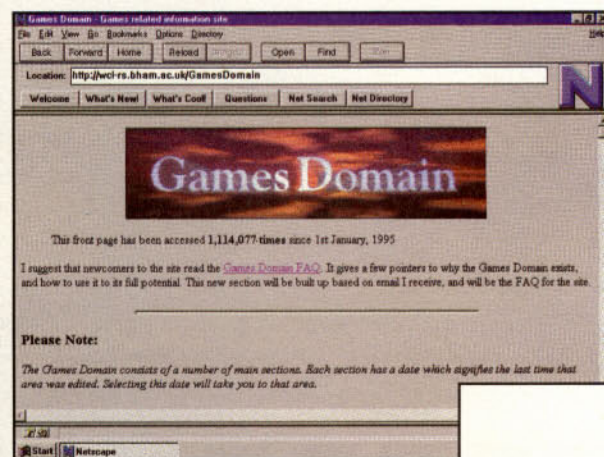 Games Domain - Games related information site
File Edit View Go Bookmarks Options Directory Help
Back Forward Home Reload Open Find
Location: http://wcl-rs.bham.ac.uk/GamesDomain
Welcome What's New! What's Cool! Questions Net Search Net Directory
N
Games Domain
This front page has been accessed 1,114,077 times since 1st January, 1995
I suggest that newcomers to the site read the Games Domain FAQ. It gives a few pointers to why the Games Domain exists,
and how to use it to its full potential. This new section will be built up based on email I receive, and will be the FAQ for the site.
Please Note:
The Games Domain consists of a number of main sections. Each section has a date which signifies the last time that
area was edited. Selecting this date will take you to that area.
Start Netscape